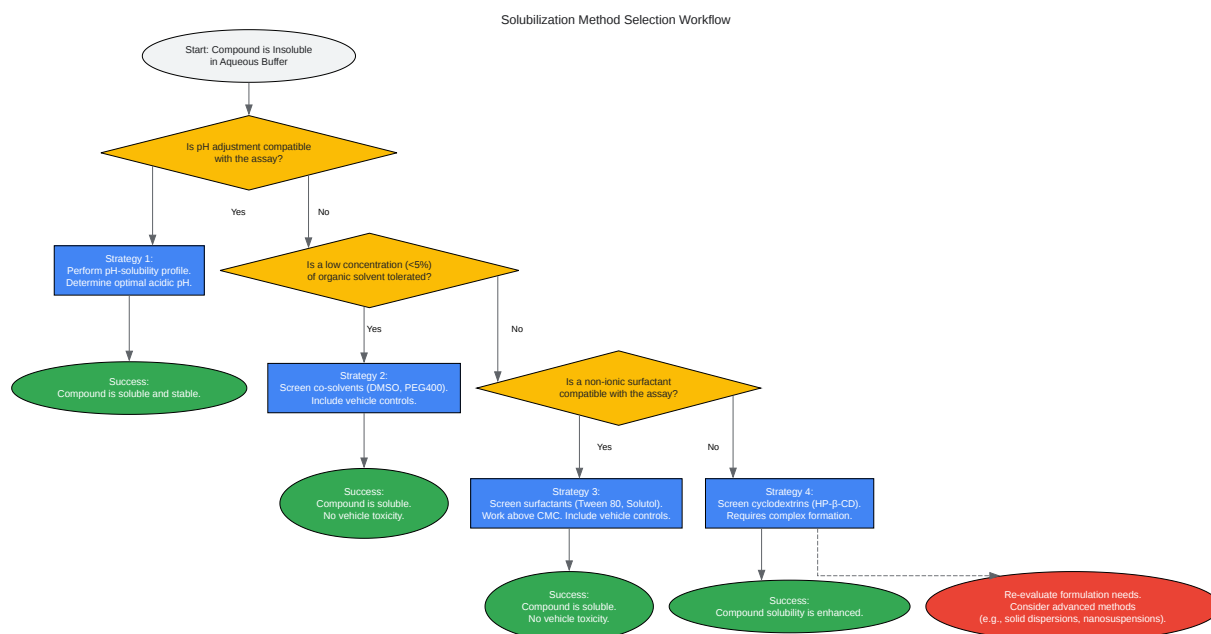 Solubilization Method Selection Workflow
Start: Compound is Insoluble
in Aqueous Buffer
Is pH adjustment compatible
with the assay?
Yes
No
Strategy 1:
Perform pH-solubility profile.
Determine optimal acidic pH.
Is a low concentration (<5%)
of organic solvent tolerated?
Yes
No
Success:
Compound is soluble and stable.
Strategy 2:
Screen co-solvents (DMSO, PEG400).
Include vehicle controls.
Is a non-ionic surfactant
compatible with the assay?
Yes
No
Success:
Compound is soluble.
No vehicle toxicity.
Strategy 3:
Screen surfactants (Tween 80, Solutol).
Work above CMC. Include vehicle controls.
Strategy 4:
Screen cyclodextrins (HP-β-CD).
Requires complex formation.
Success:
Compound is soluble.
No vehicle toxicity.
Success:
Compound solubility is enhanced.
Re-evaluate formulation needs.
Consider advanced methods
(e.g., solid dispersions, nanosuspensions).